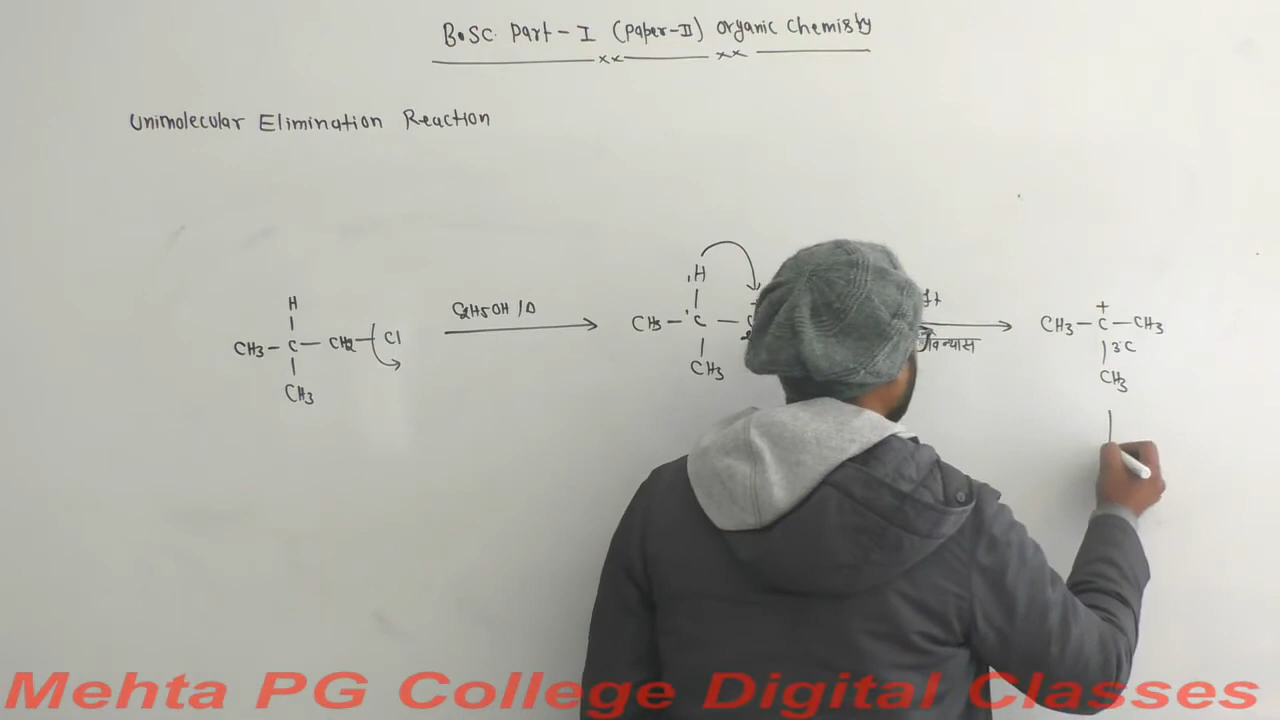 B.SC. Part - I (Paper-II) Organic Chemistry
Unimolecular Elimination Reaction
H
CH3 - C - CH2 - Cl
CH3
C2H5OH / Δ
H
CH3 - C - C
CH3
विन्यास
+
CH3 - C - CH3
3°C
CH3
Mehta PG College Digital Classes